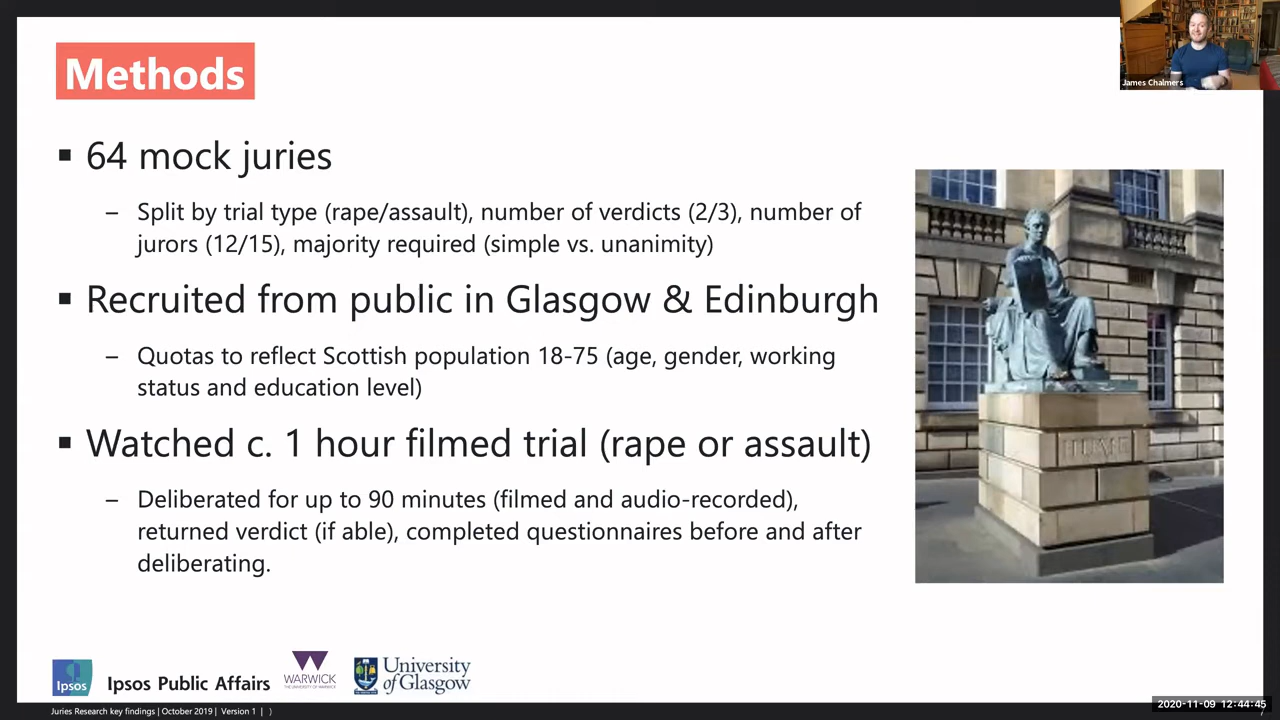 Methods
James Chalmers
▪ 64 mock juries
– Split by trial type (rape/assault), number of verdicts (2/3), number of
jurors (12/15), majority required (simple vs. unanimity)
▪ Recruited from public in Glasgow & Edinburgh
– Quotas to reflect Scottish population 18-75 (age, gender, working
status and education level)
▪ Watched c. 1 hour filmed trial (rape or assault)
– Deliberated for up to 90 minutes (filmed and audio-recorded),
returned verdict (if able), completed questionnaires before and after
deliberating.
HUME
Ipsos
Ipsos Public Affairs
WARWICK
THE UNIVERSITY OF WARWICK
University
of Glasgow
Juries Research key findings | October 2019 | Version 1 | )
2020-11-09 12:44:45